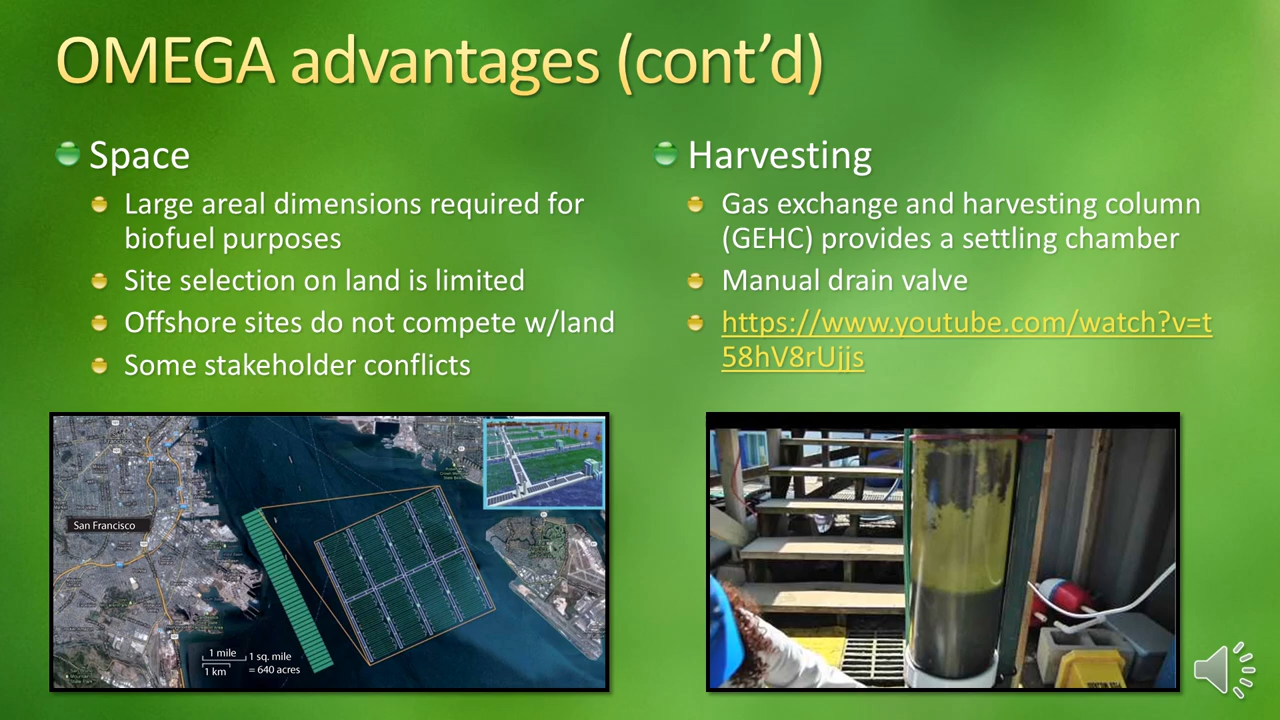 OMEGA advantages (cont’d)
Space
Large areal dimensions required for
biofuel purposes
Site selection on land is limited
Offshore sites do not compete w/land
Some stakeholder conflicts
Harvesting
Gas exchange and harvesting column
(GEHC) provides a settling chamber
Manual drain valve
https://www.youtube.com/watch?v=t
58hV8rUjjs
San Francisco
1 mile
1 km
1 sq. mile
= 640 acres